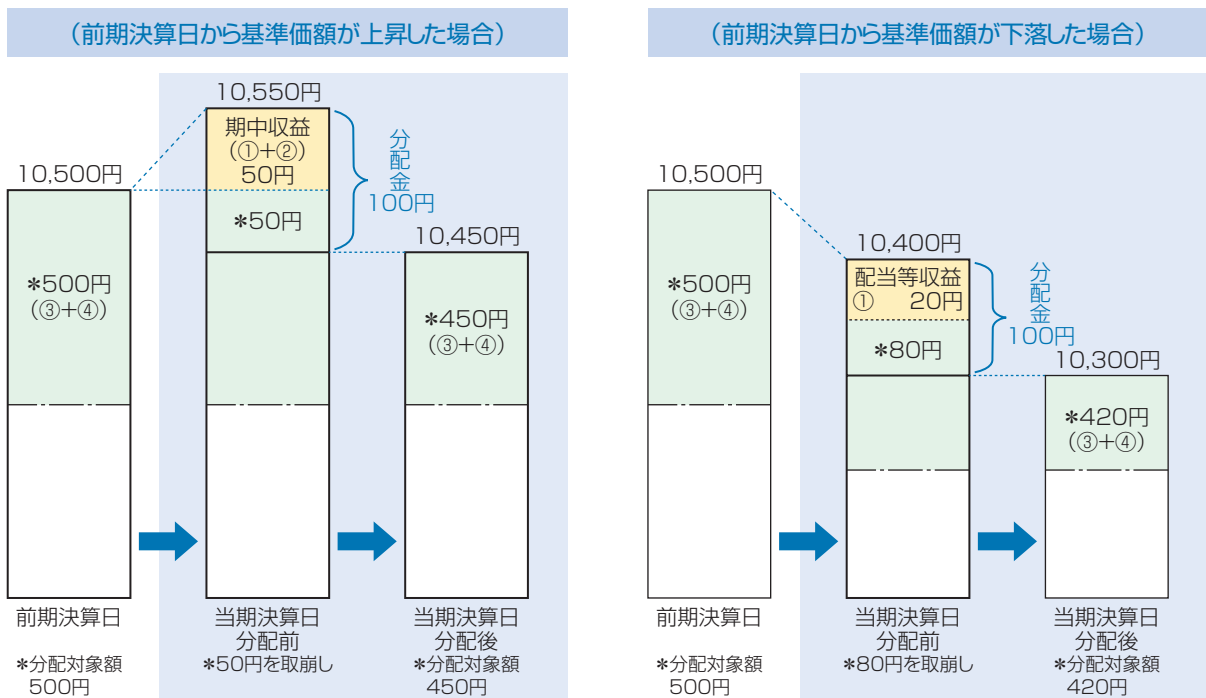 （前期決算日から基準価額が上昇した場合）
10,550円
期中収益
（①＋②）
50円
10,500円
*50円
分配金
100円
10,450円
*500円
（③＋④）
*450円
（③＋④）
前期決算日
当期決算日
分配前
当期決算日
分配後
*分配対象額
500円
*50円を取崩し
*分配対象額
450円
（前期決算日から基準価額が下落した場合）
10,500円
10,400円
配当等収益
① 20円
*80円
分配金
100円
10,300円
*500円
（③＋④）
*420円
（③＋④）
前期決算日
当期決算日
分配前
当期決算日
分配後
*分配対象額
500円
*80円を取崩し
*分配対象額
420円